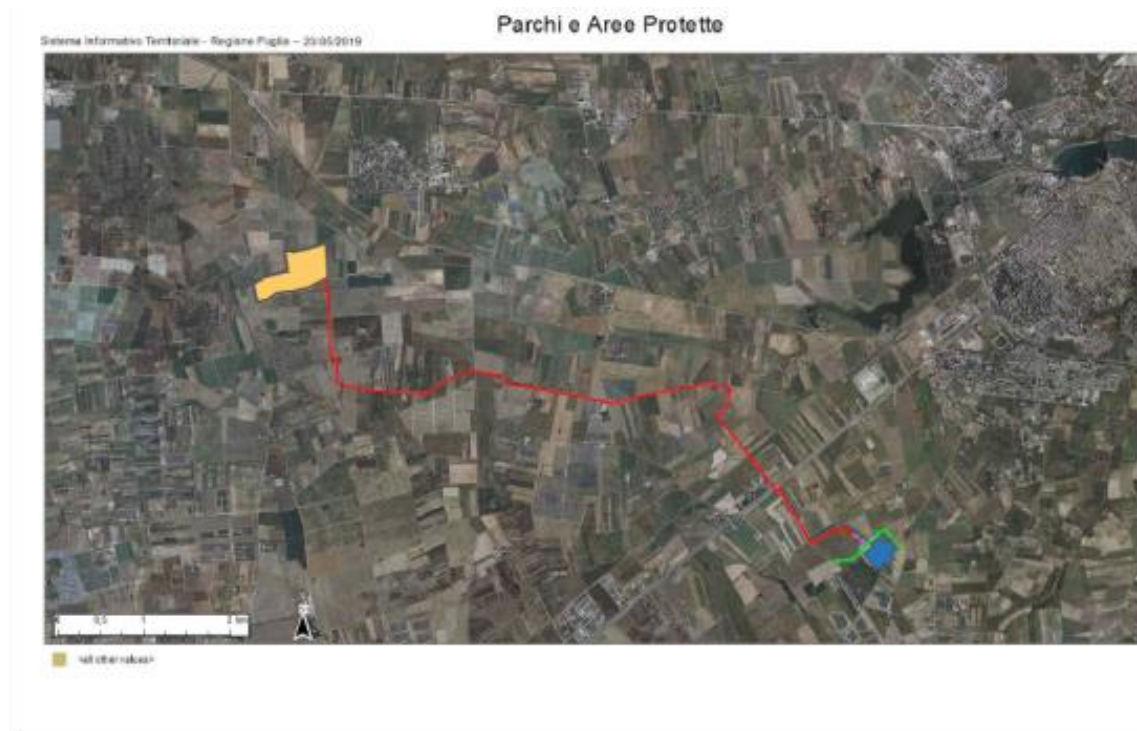 Parchi e Aree Protette
Sistema Informativo Territoriale - Regione Puglia – 23/05/2019
0 0,5 1 2 km
<all other values>